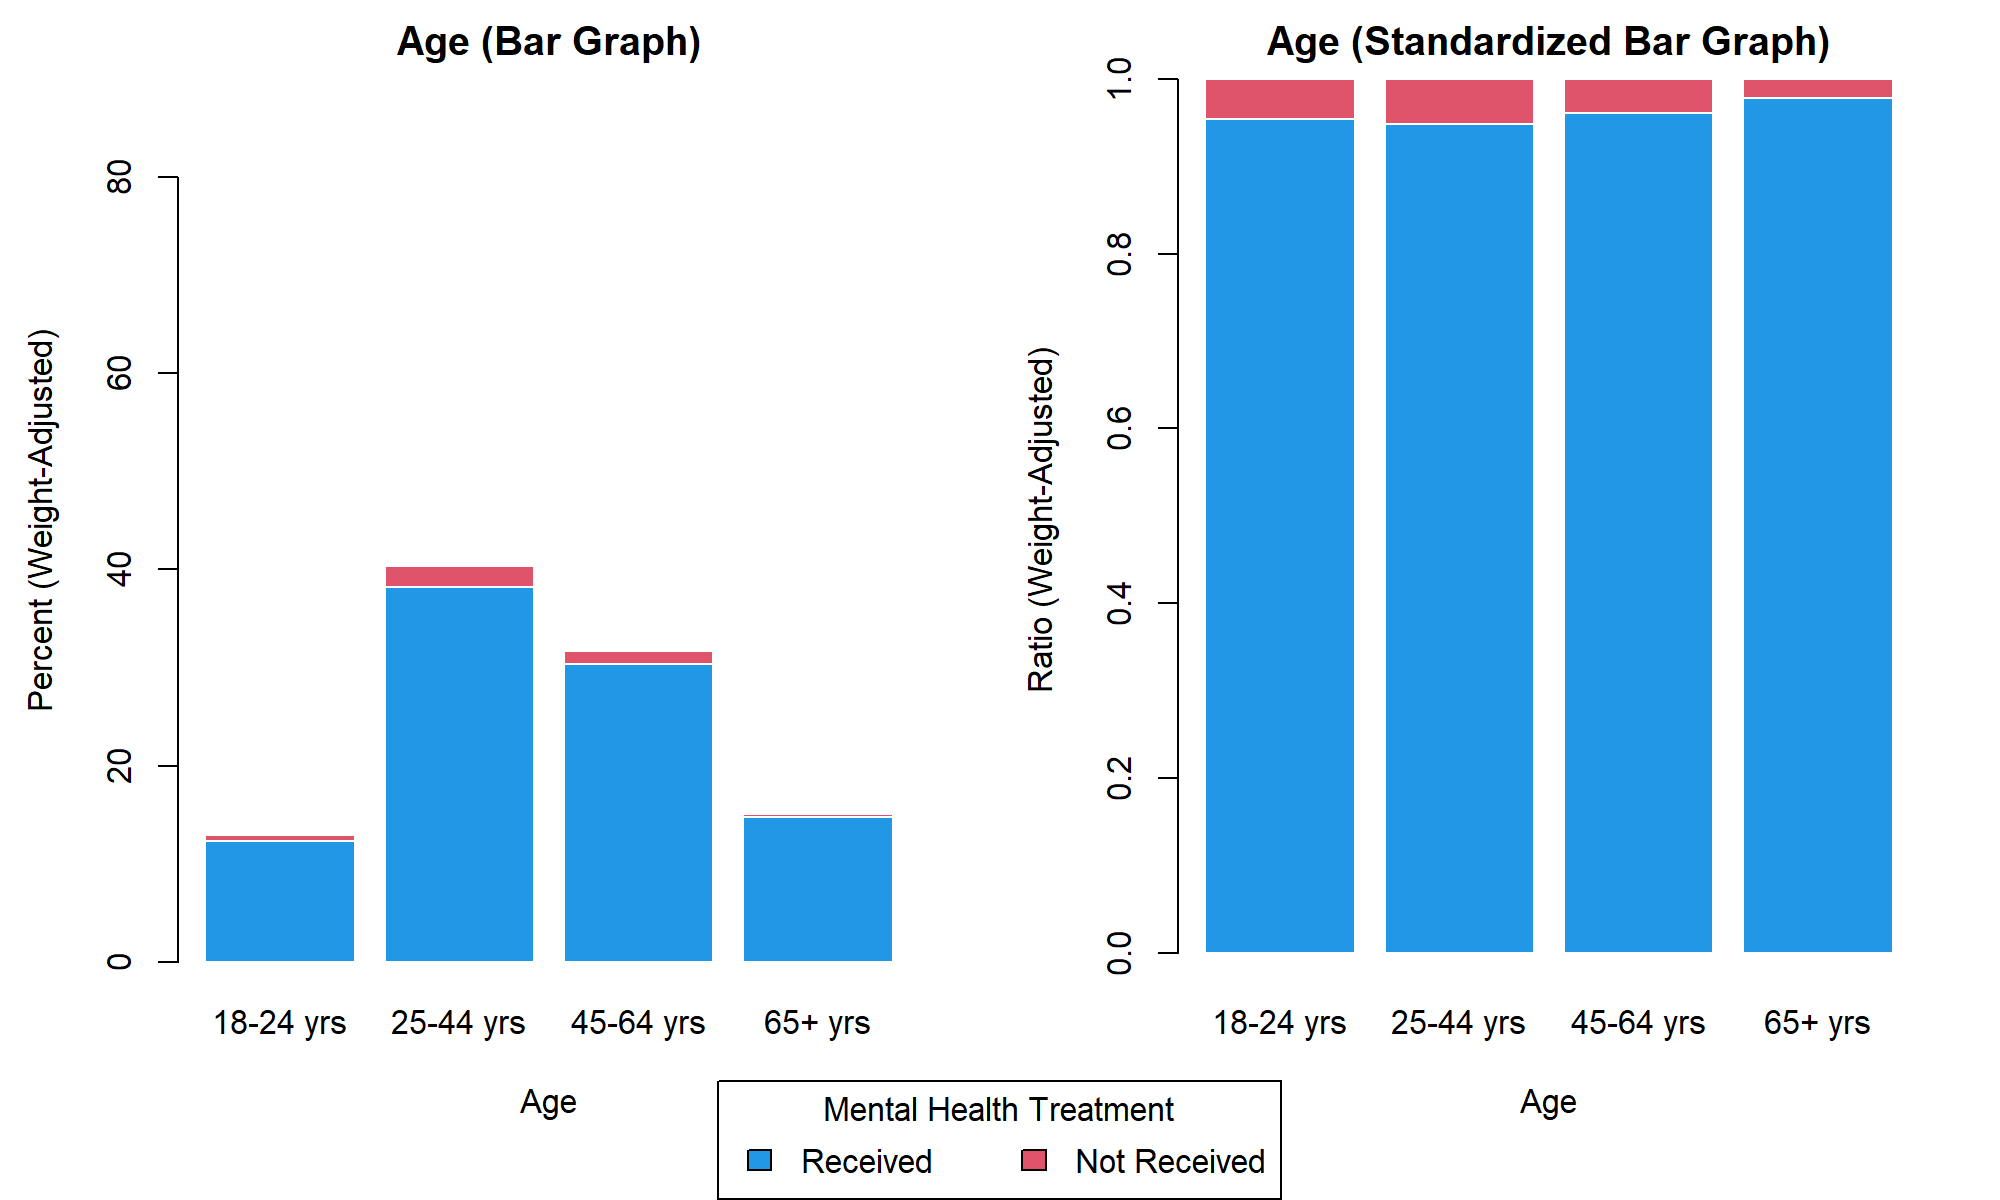 Age (Bar Graph)
Percent (Weight-Adjusted)
80
60
40
20
0
18-24 yrs 25-44 yrs 45-64 yrs 65+ yrs
Age
Age (Standardized Bar Graph)
Ratio (Weight-Adjusted)
1.0
0.8
0.6
0.4
0.2
0.0
18-24 yrs 25-44 yrs 45-64 yrs 65+ yrs
Age
Mental Health Treatment
Received Not Received